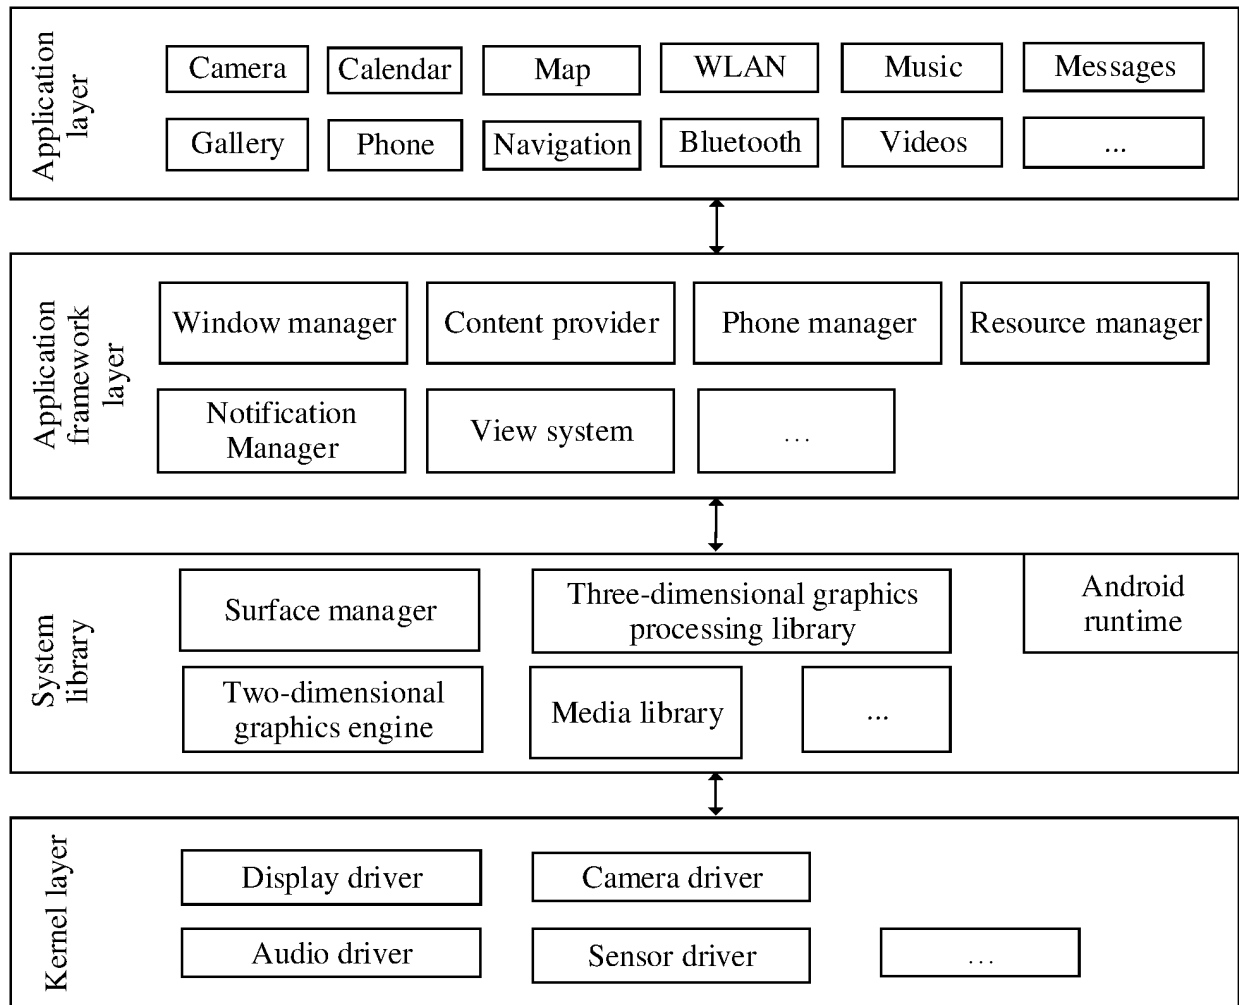 Application
layer
Camera
Calendar
Map
WLAN
Music
Messages
Gallery
Phone
Navigation
Bluetooth
Videos
...
Application
framework
layer
Window manager
Content provider
Phone manager
Resource manager
Notification
Manager
View system
...
System
library
Surface manager
Three-dimensional graphics
processing library
Android
runtime
Two-dimensional
graphics engine
Media library
...
Kernel layer
Display driver
Camera driver
Audio driver
Sensor driver
...